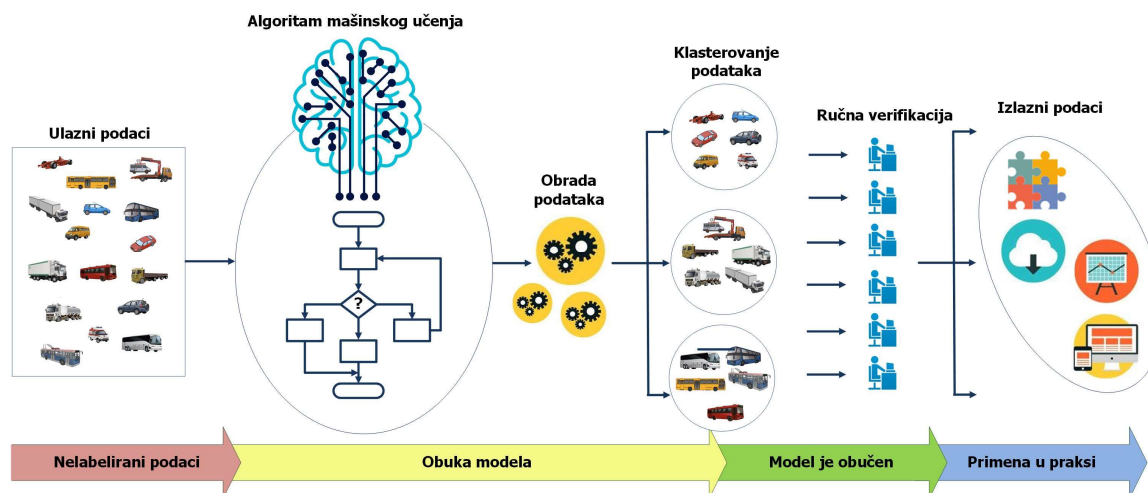 Algoritam mašinskog učenja
Ulazni podaci
Obrada
podataka
Klasterovanje
podataka
Ručna verifikacija
Izlazni podaci
?
Nelabelirani podaci
Obuka modela
Model je obučen
Primena u praksi